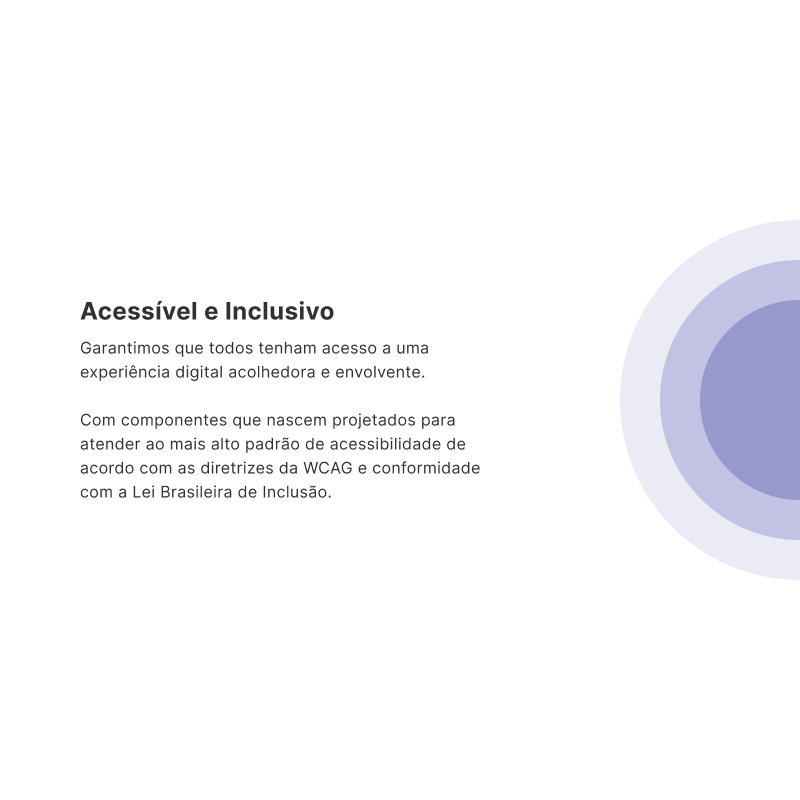 Acessível e Inclusivo
Garantimos que todos tenham acesso a uma
experiência digital acolhedora e envolvente.
Com componentes que nascem projetados para
atender ao mais alto padrão de acessibilidade de
acordo com as diretrizes da WCAG e conformidade
com a Lei Brasileira de Inclusão.